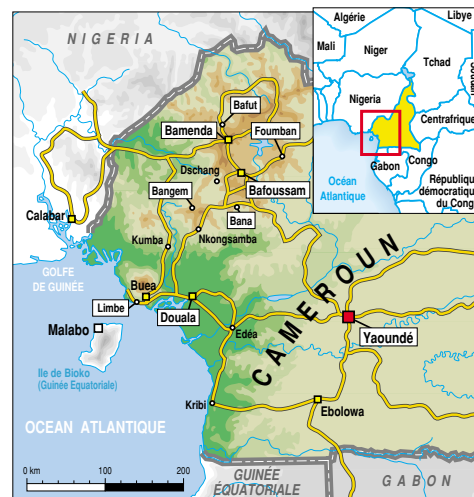 NIGERIA
Bafut
Bamenda
Foumban
Dschang
Bafoussam
Bangem
Bana
Calabar
Kumba
Nkongsamba
GOLFE
DE GUINÉE
Buea
Limbe
Douala
Malabo
Edéa
CAMEROUN
Yaoundé
Ile de Bioko
(Guinée Equatoriale)
Kribi
Ebolowa
OCEAN ATLANTIQUE
0 km 100 200
GUINÉE
ÉQUATORIALE
GABON
Algérie
Libye
Mali
Niger
Tchad
Soudan
Nigeria
Centrafrique
Congo
Gabon
Océan
Atlantique
République
démocratique
du Congo